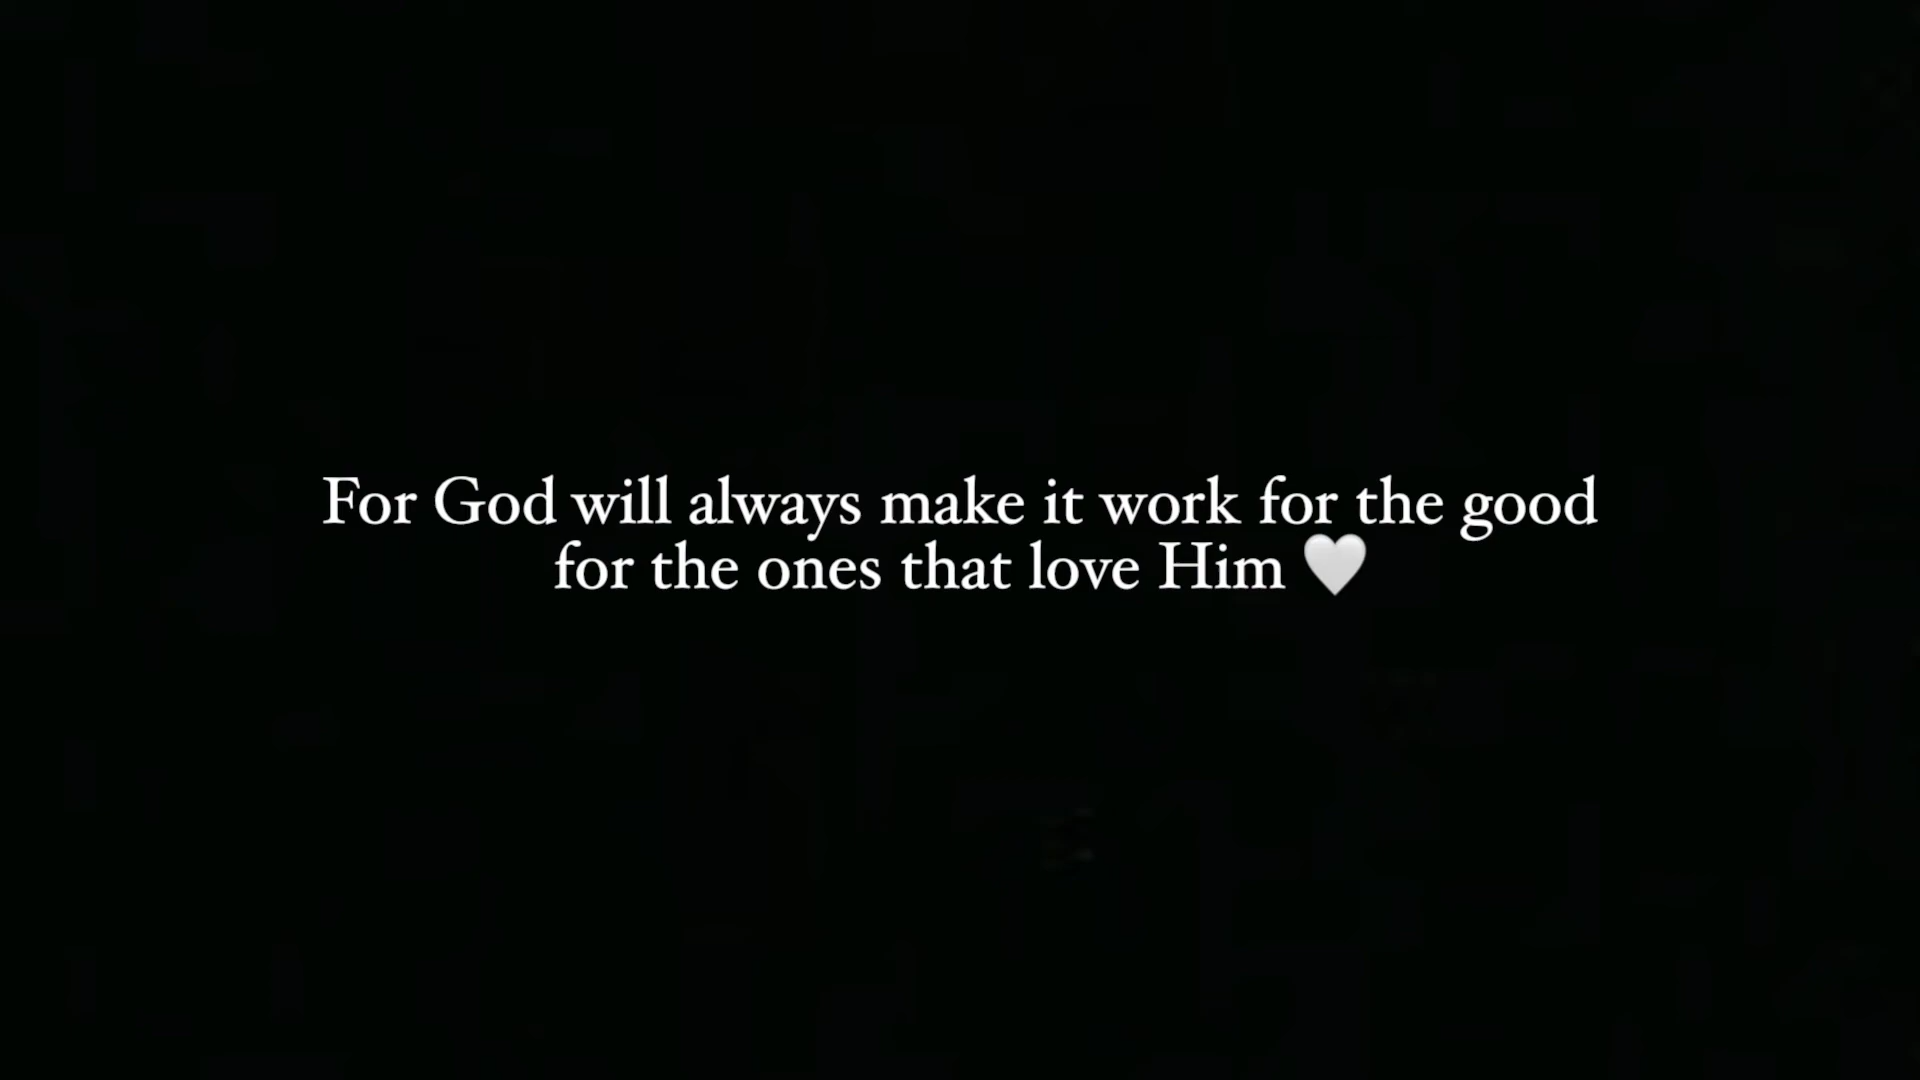 For God will always make it work for the good
for the ones that love Him 🤍